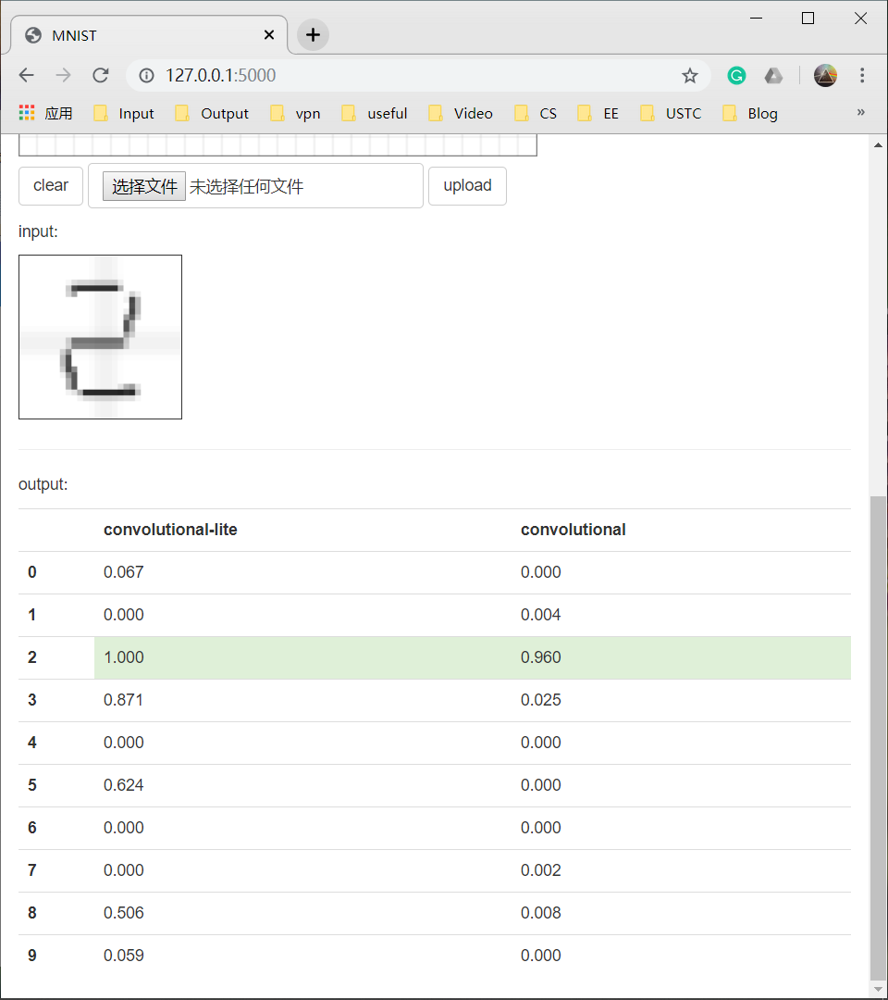 MNIST
127.0.0.1:5000
应用 Input Output vpn useful Video CS EE USTC Blog »
clear 选择文件 未选择任何文件 upload
input:
2
output:
convolutional-lite convolutional
0 0.067 0.000
1 0.000 0.004
2 1.000 0.960
3 0.871 0.025
4 0.000 0.000
5 0.624 0.000
6 0.000 0.000
7 0.000 0.002
8 0.506 0.008
9 0.059 0.000